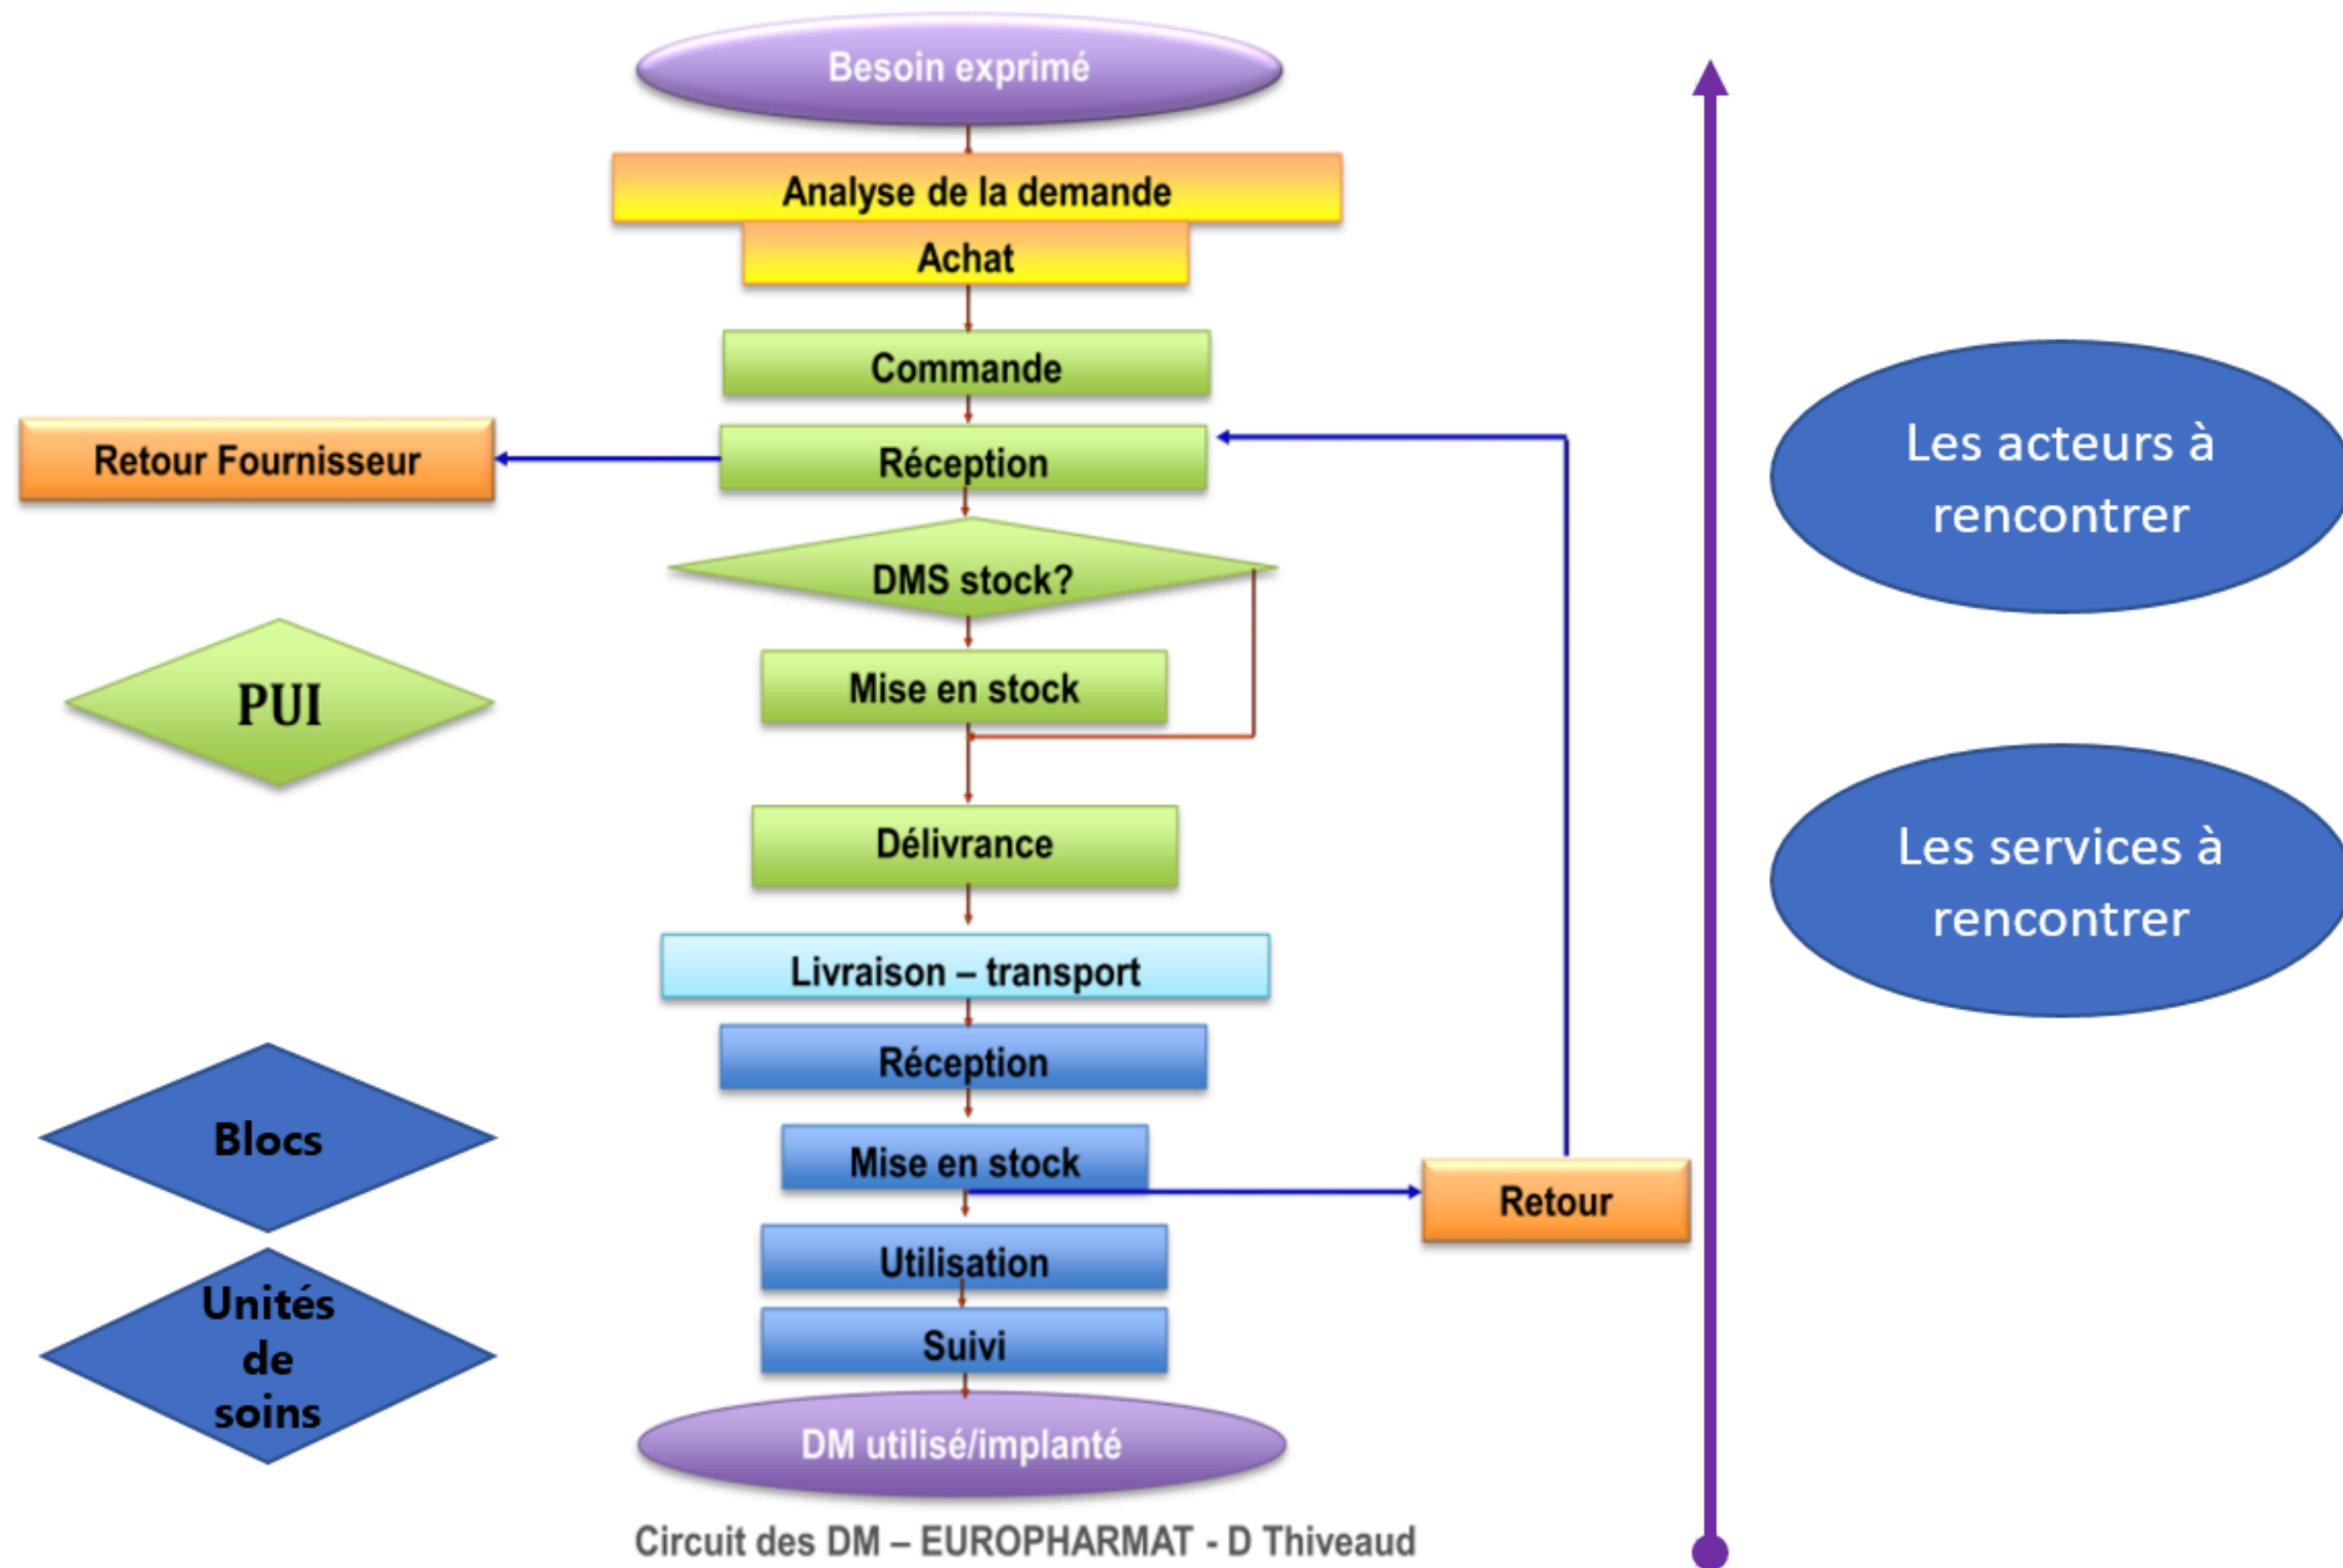 Besoin exprimé
Analyse de la demande
Achat
Commande
Retour Fournisseur
Réception
DMS stock?
PUI
Mise en stock
Délivrance
Livraison – transport
Réception
Blocs
Mise en stock
Retour
Utilisation
Unités
de
soins
Suivi
DM utilisé/implanté
Circuit des DM – EUROPHARMAT - D Thiveaud
Les acteurs à
rencontrer
Les services à
rencontrer